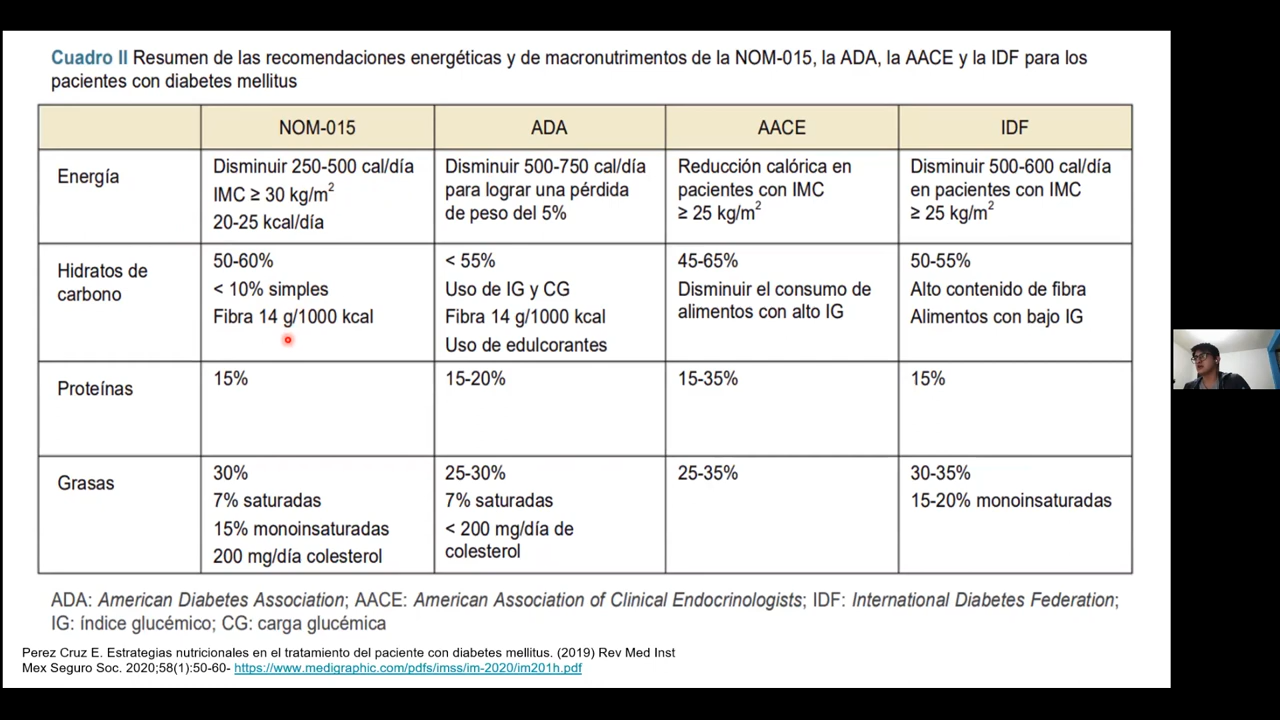 Cuadro II Resumen de las recomendaciones energéticas y de macronutrimentos de la NOM-015, la ADA, la AACE y la IDF para los
pacientes con diabetes mellitus
NOM-015
ADA
AACE
IDF
Energía
Disminuir 250-500 cal/día
IMC ≥ 30 kg/m²
20-25 kcal/día
Disminuir 500-750 cal/día
para lograr una pérdida
de peso del 5%
Reducción calórica en
pacientes con IMC
≥ 25 kg/m²
Disminuir 500-600 cal/día
en pacientes con IMC
≥ 25 kg/m²
Hidratos de
carbono
50-60%
< 10% simples
Fibra 14 g/1000 kcal
< 55%
Uso de IG y CG
Fibra 14 g/1000 kcal
Uso de edulcorantes
45-65%
Disminuir el consumo de
alimentos con alto IG
50-55%
Alto contenido de fibra
Alimentos con bajo IG
Proteínas
15%
15-20%
15-35%
15%
Grasas
30%
7% saturadas
15% monoinsaturadas
200 mg/día colesterol
25-30%
7% saturadas
< 200 mg/día de
colesterol
25-35%
30-35%
15-20% monoinsaturadas
ADA: American Diabetes Association; AACE: American Association of Clinical Endocrinologists; IDF: International Diabetes Federation;
IG: índice glucémico; CG: carga glucémica
Perez Cruz E. Estrategias nutricionales en el tratamiento del paciente con diabetes mellitus. (2019) Rev Med Inst
Mex Seguro Soc. 2020;58(1):50-60- https://www.medigraphic.com/pdfs/imss/im-2020/im201h.pdf